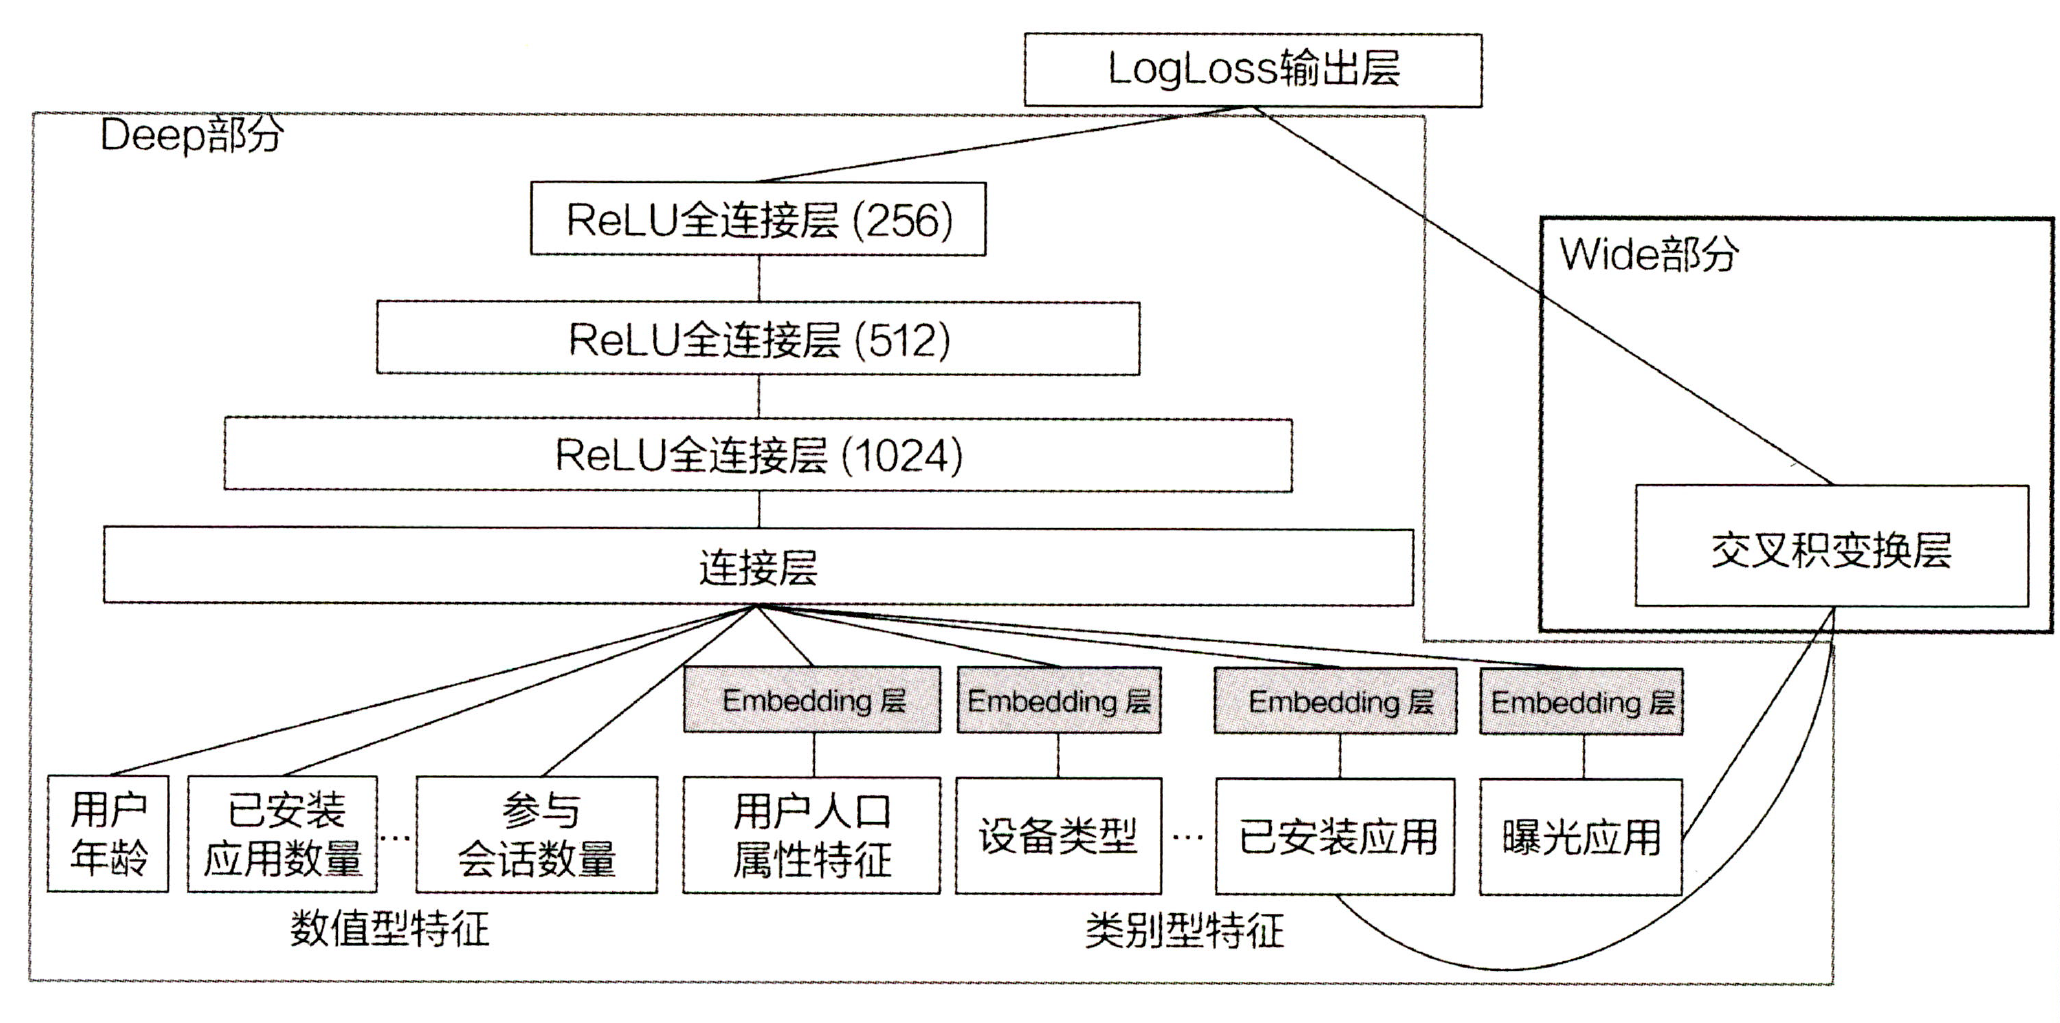 LogLoss输出层
Deep部分
ReLU全连接层 (256)
Wide部分
ReLU全连接层 (512)
ReLU全连接层 (1024)
连接层
交叉积变换层
Embedding 层
Embedding 层
Embedding 层
Embedding 层
用户
年龄
已安装
应用数量
...
参与
会话数量
用户人口
属性特征
设备类型
...
已安装应用
曝光应用
数值型特征
类别型特征